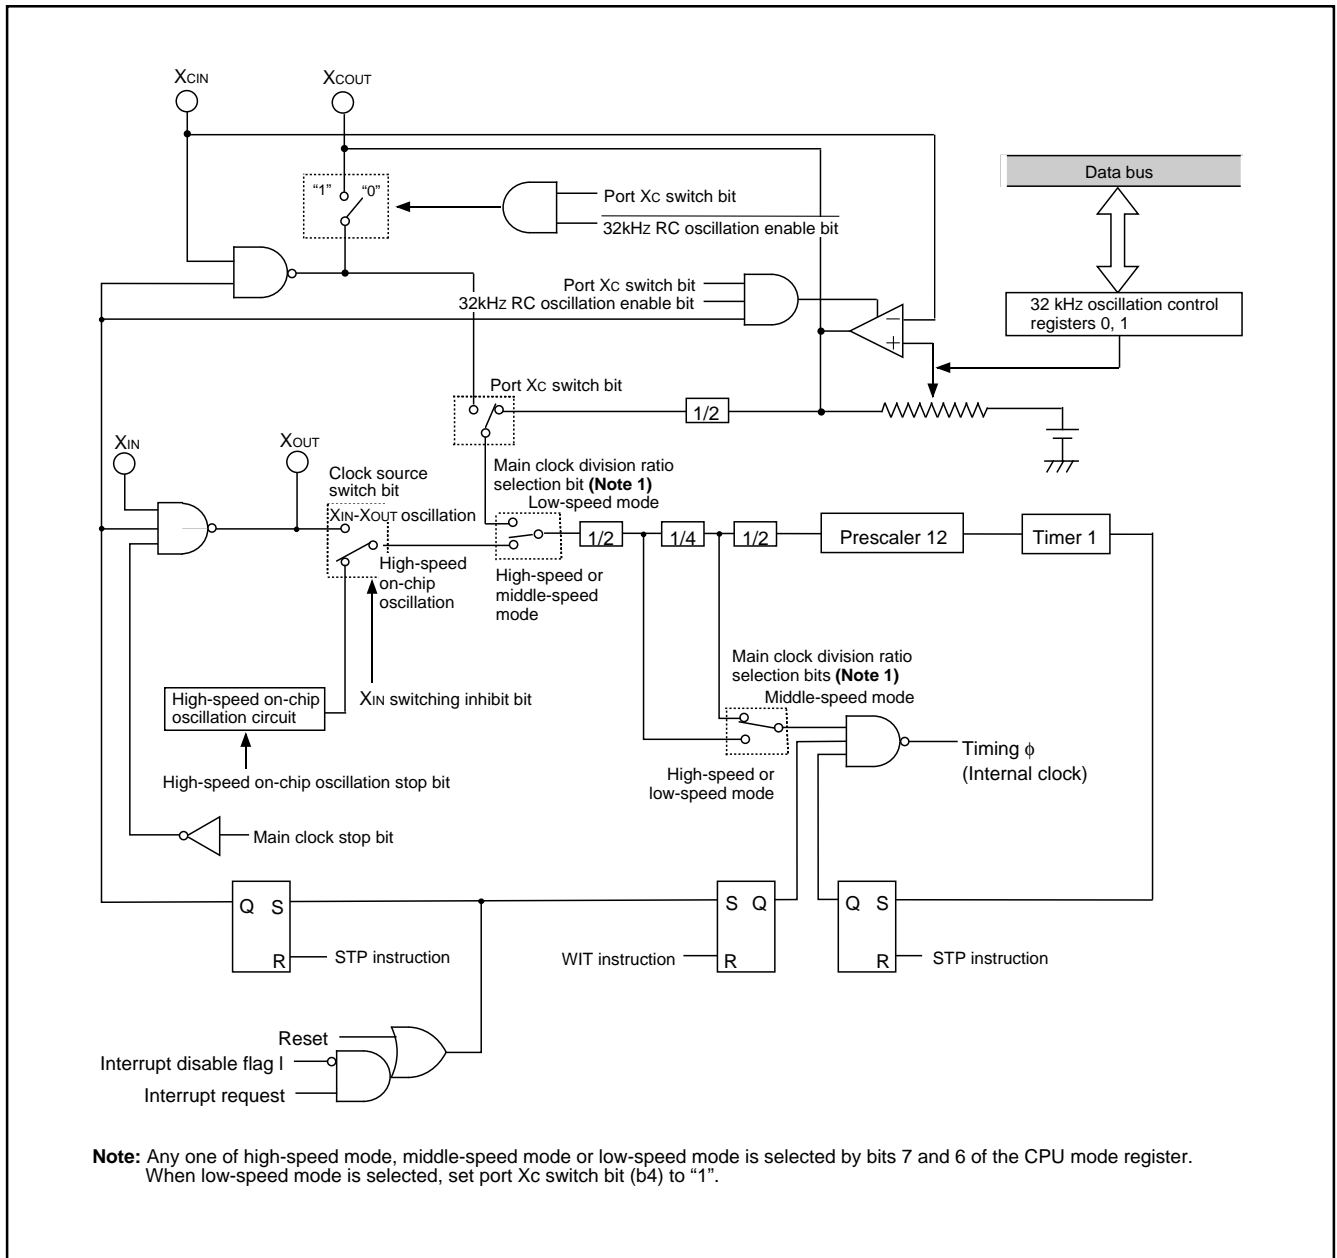 XCIN
XCOUT
Data bus
"1"
"0"
Port XC switch bit
32kHz RC oscillation enable bit
Port XC switch bit
32kHz RC oscillation enable bit
32 kHz oscillation control
registers 0, 1
−
+
Port XC switch bit
1/2
XIN
XOUT
Clock source
switch bit
Main clock division ratio
selection bit (Note 1)
Low-speed mode
XIN-XOUT oscillation
1/2
1/4
1/2
Prescaler 12
Timer 1
High-speed
on-chip
oscillation
High-speed or
middle-speed
mode
Main clock division ratio
selection bits (Note 1)
Middle-speed mode
High-speed on-chip
oscillation circuit
XIN switching inhibit bit
Timing ϕ
(Internal clock)
High-speed on-chip oscillation stop bit
High-speed or
low-speed mode
Main clock stop bit
Q S
R
STP instruction
WIT instruction
S Q
R
Q S
R
STP instruction
Reset
Interrupt disable flag I
Interrupt request
Note: Any one of high-speed mode, middle-speed mode or low-speed mode is selected by bits 7 and 6 of the CPU mode register.
When low-speed mode is selected, set port Xc switch bit (b4) to "1".